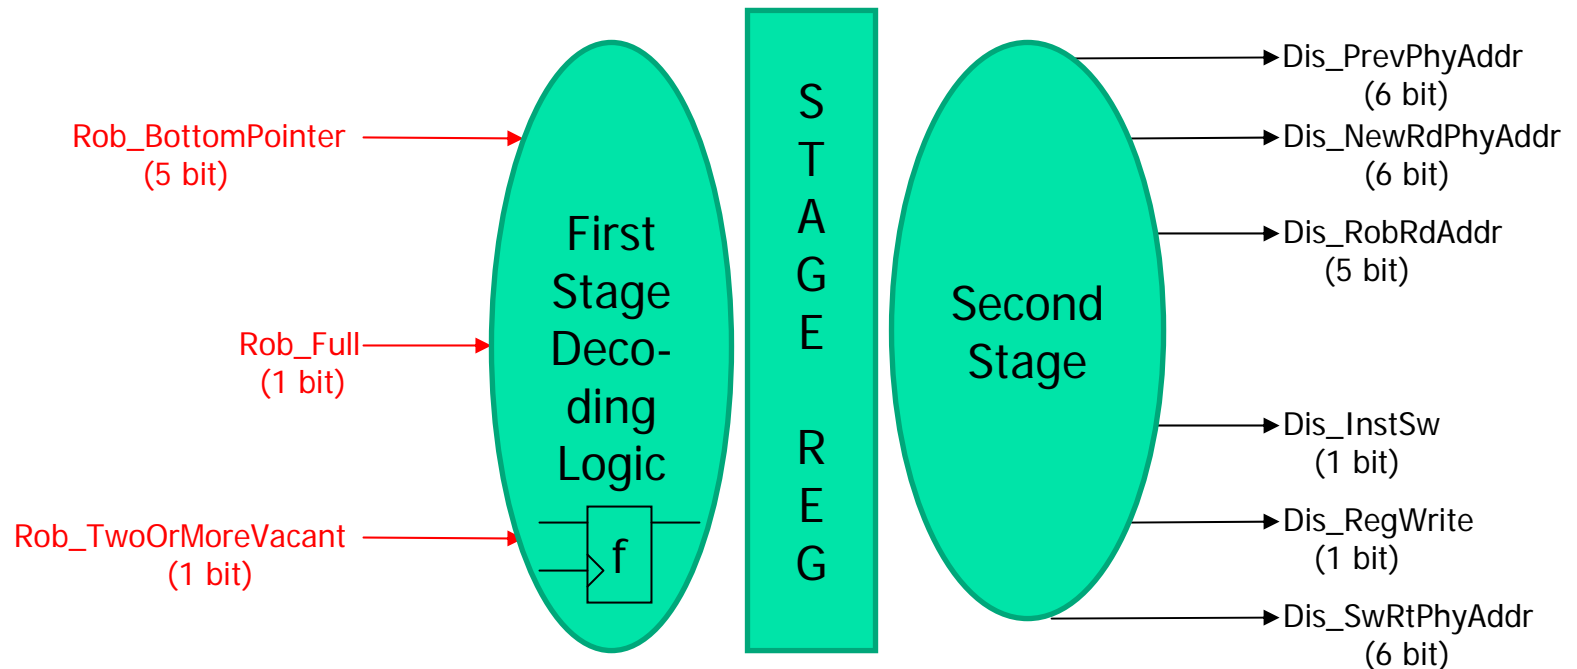 Rob_BottomPointer
(5 bit)
Rob_Full
(1 bit)
Rob_TwoOrMoreVacant
(1 bit)
First
Stage
Deco-
ding
Logic
f
S
T
A
G
E
R
E
G
Second
Stage
Dis_PrevPhyAddr
(6 bit)
Dis_NewRdPhyAddr
(6 bit)
Dis_RobRdAddr
(5 bit)
Dis_InstSw
(1 bit)
Dis_RegWrite
(1 bit)
Dis_SwRtPhyAddr
(6 bit)